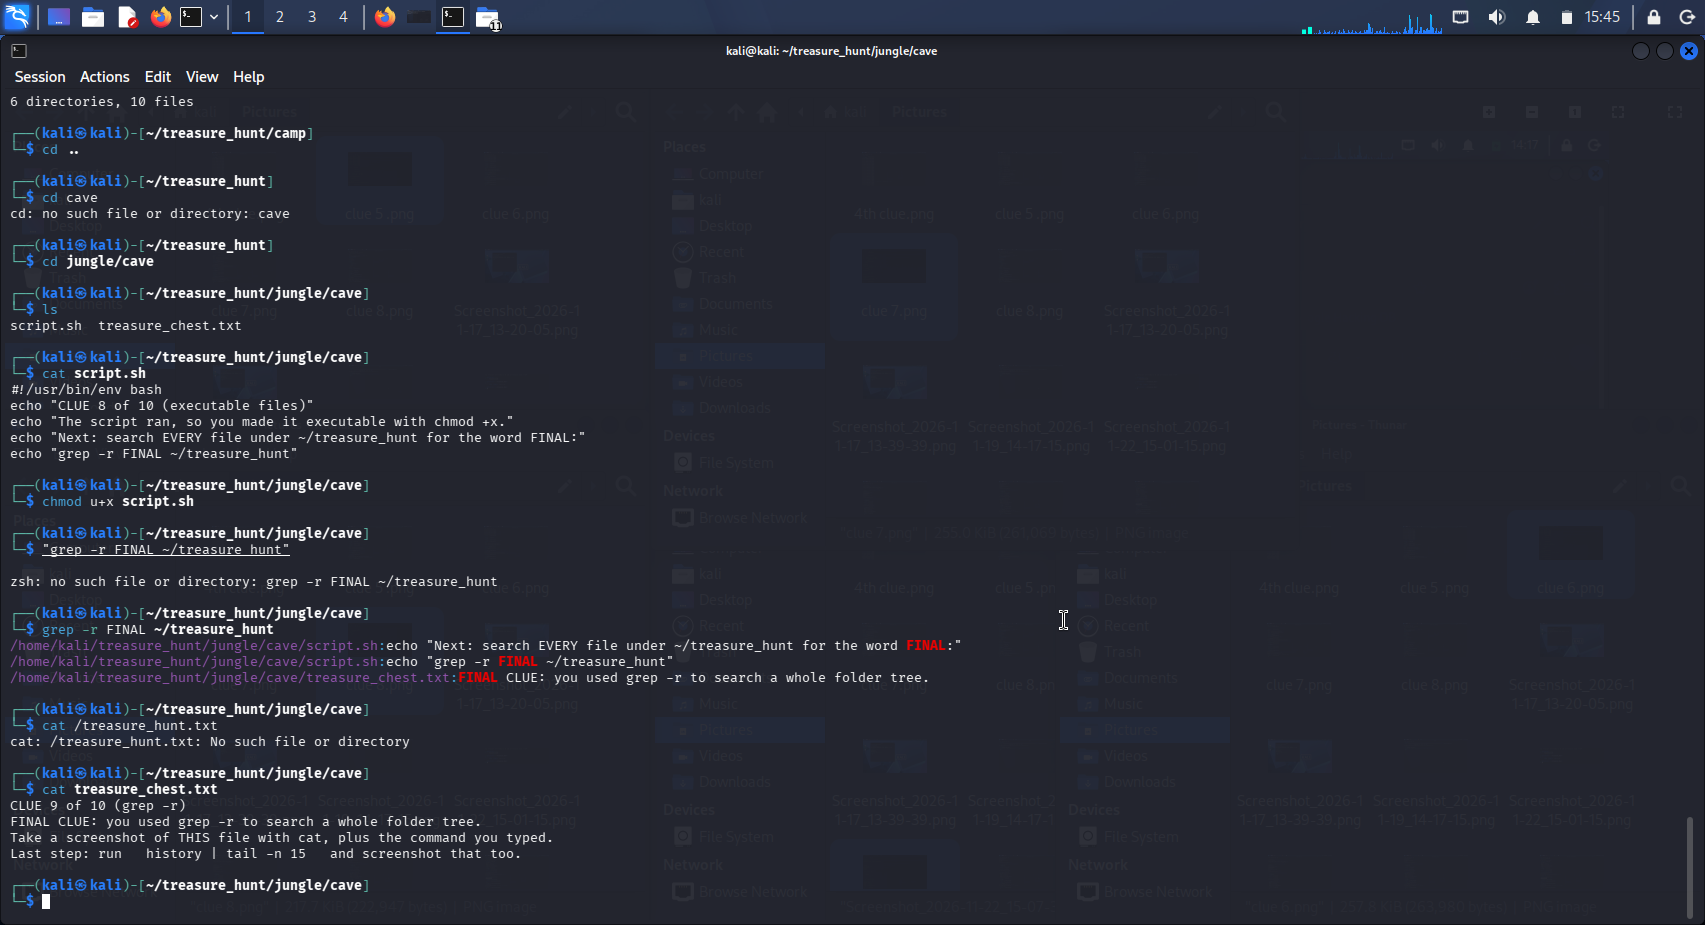 1 2 3 4 15:45
kali@kali: ~/treasure_hunt/jungle/cave
Session Actions Edit View Help
6 directories, 10 files
┌──(kali㉿kali)-[~/treasure_hunt/camp]
└─$ cd ..
┌──(kali㉿kali)-[~/treasure_hunt]
└─$ cd cave
cd: no such file or directory: cave
┌──(kali㉿kali)-[~/treasure_hunt]
└─$ cd jungle/cave
┌──(kali㉿kali)-[~/treasure_hunt/jungle/cave]
└─$ ls
script.sh  treasure_chest.txt
┌──(kali㉿kali)-[~/treasure_hunt/jungle/cave]
└─$ cat script.sh
#!/usr/bin/env bash
echo "CLUE 8 of 10 (executable files)"
echo "The script ran, so you made it executable with chmod +x."
echo "Next: search EVERY file under ~/treasure_hunt for the word FINAL:"
echo "grep -r FINAL ~/treasure_hunt"
┌──(kali㉿kali)-[~/treasure_hunt/jungle/cave]
└─$ chmod u+x script.sh
┌──(kali㉿kali)-[~/treasure_hunt/jungle/cave]
└─$ "grep -r FINAL ~/treasure_hunt"
zsh: no such file or directory: grep -r FINAL ~/treasure_hunt
┌──(kali㉿kali)-[~/treasure_hunt/jungle/cave]
└─$ grep -r FINAL ~/treasure_hunt
/home/kali/treasure_hunt/jungle/cave/script.sh:echo "Next: search EVERY file under ~/treasure_hunt for the word FINAL:"
/home/kali/treasure_hunt/jungle/cave/script.sh:echo "grep -r FINAL ~/treasure_hunt"
/home/kali/treasure_hunt/jungle/cave/treasure_chest.txt:FINAL CLUE: you used grep -r to search a whole folder tree.
┌──(kali㉿kali)-[~/treasure_hunt/jungle/cave]
└─$ cat /treasure_hunt.txt
cat: /treasure_hunt.txt: No such file or directory
┌──(kali㉿kali)-[~/treasure_hunt/jungle/cave]
└─$ cat treasure_chest.txt
CLUE 9 of 10 (grep -r)
FINAL CLUE: you used grep -r to search a whole folder tree.
Take a screenshot of THIS file with cat, plus the command you typed.
Last step: run   history | tail -n 15   and screenshot that too.
┌──(kali㉿kali)-[~/treasure_hunt/jungle/cave]
└─$